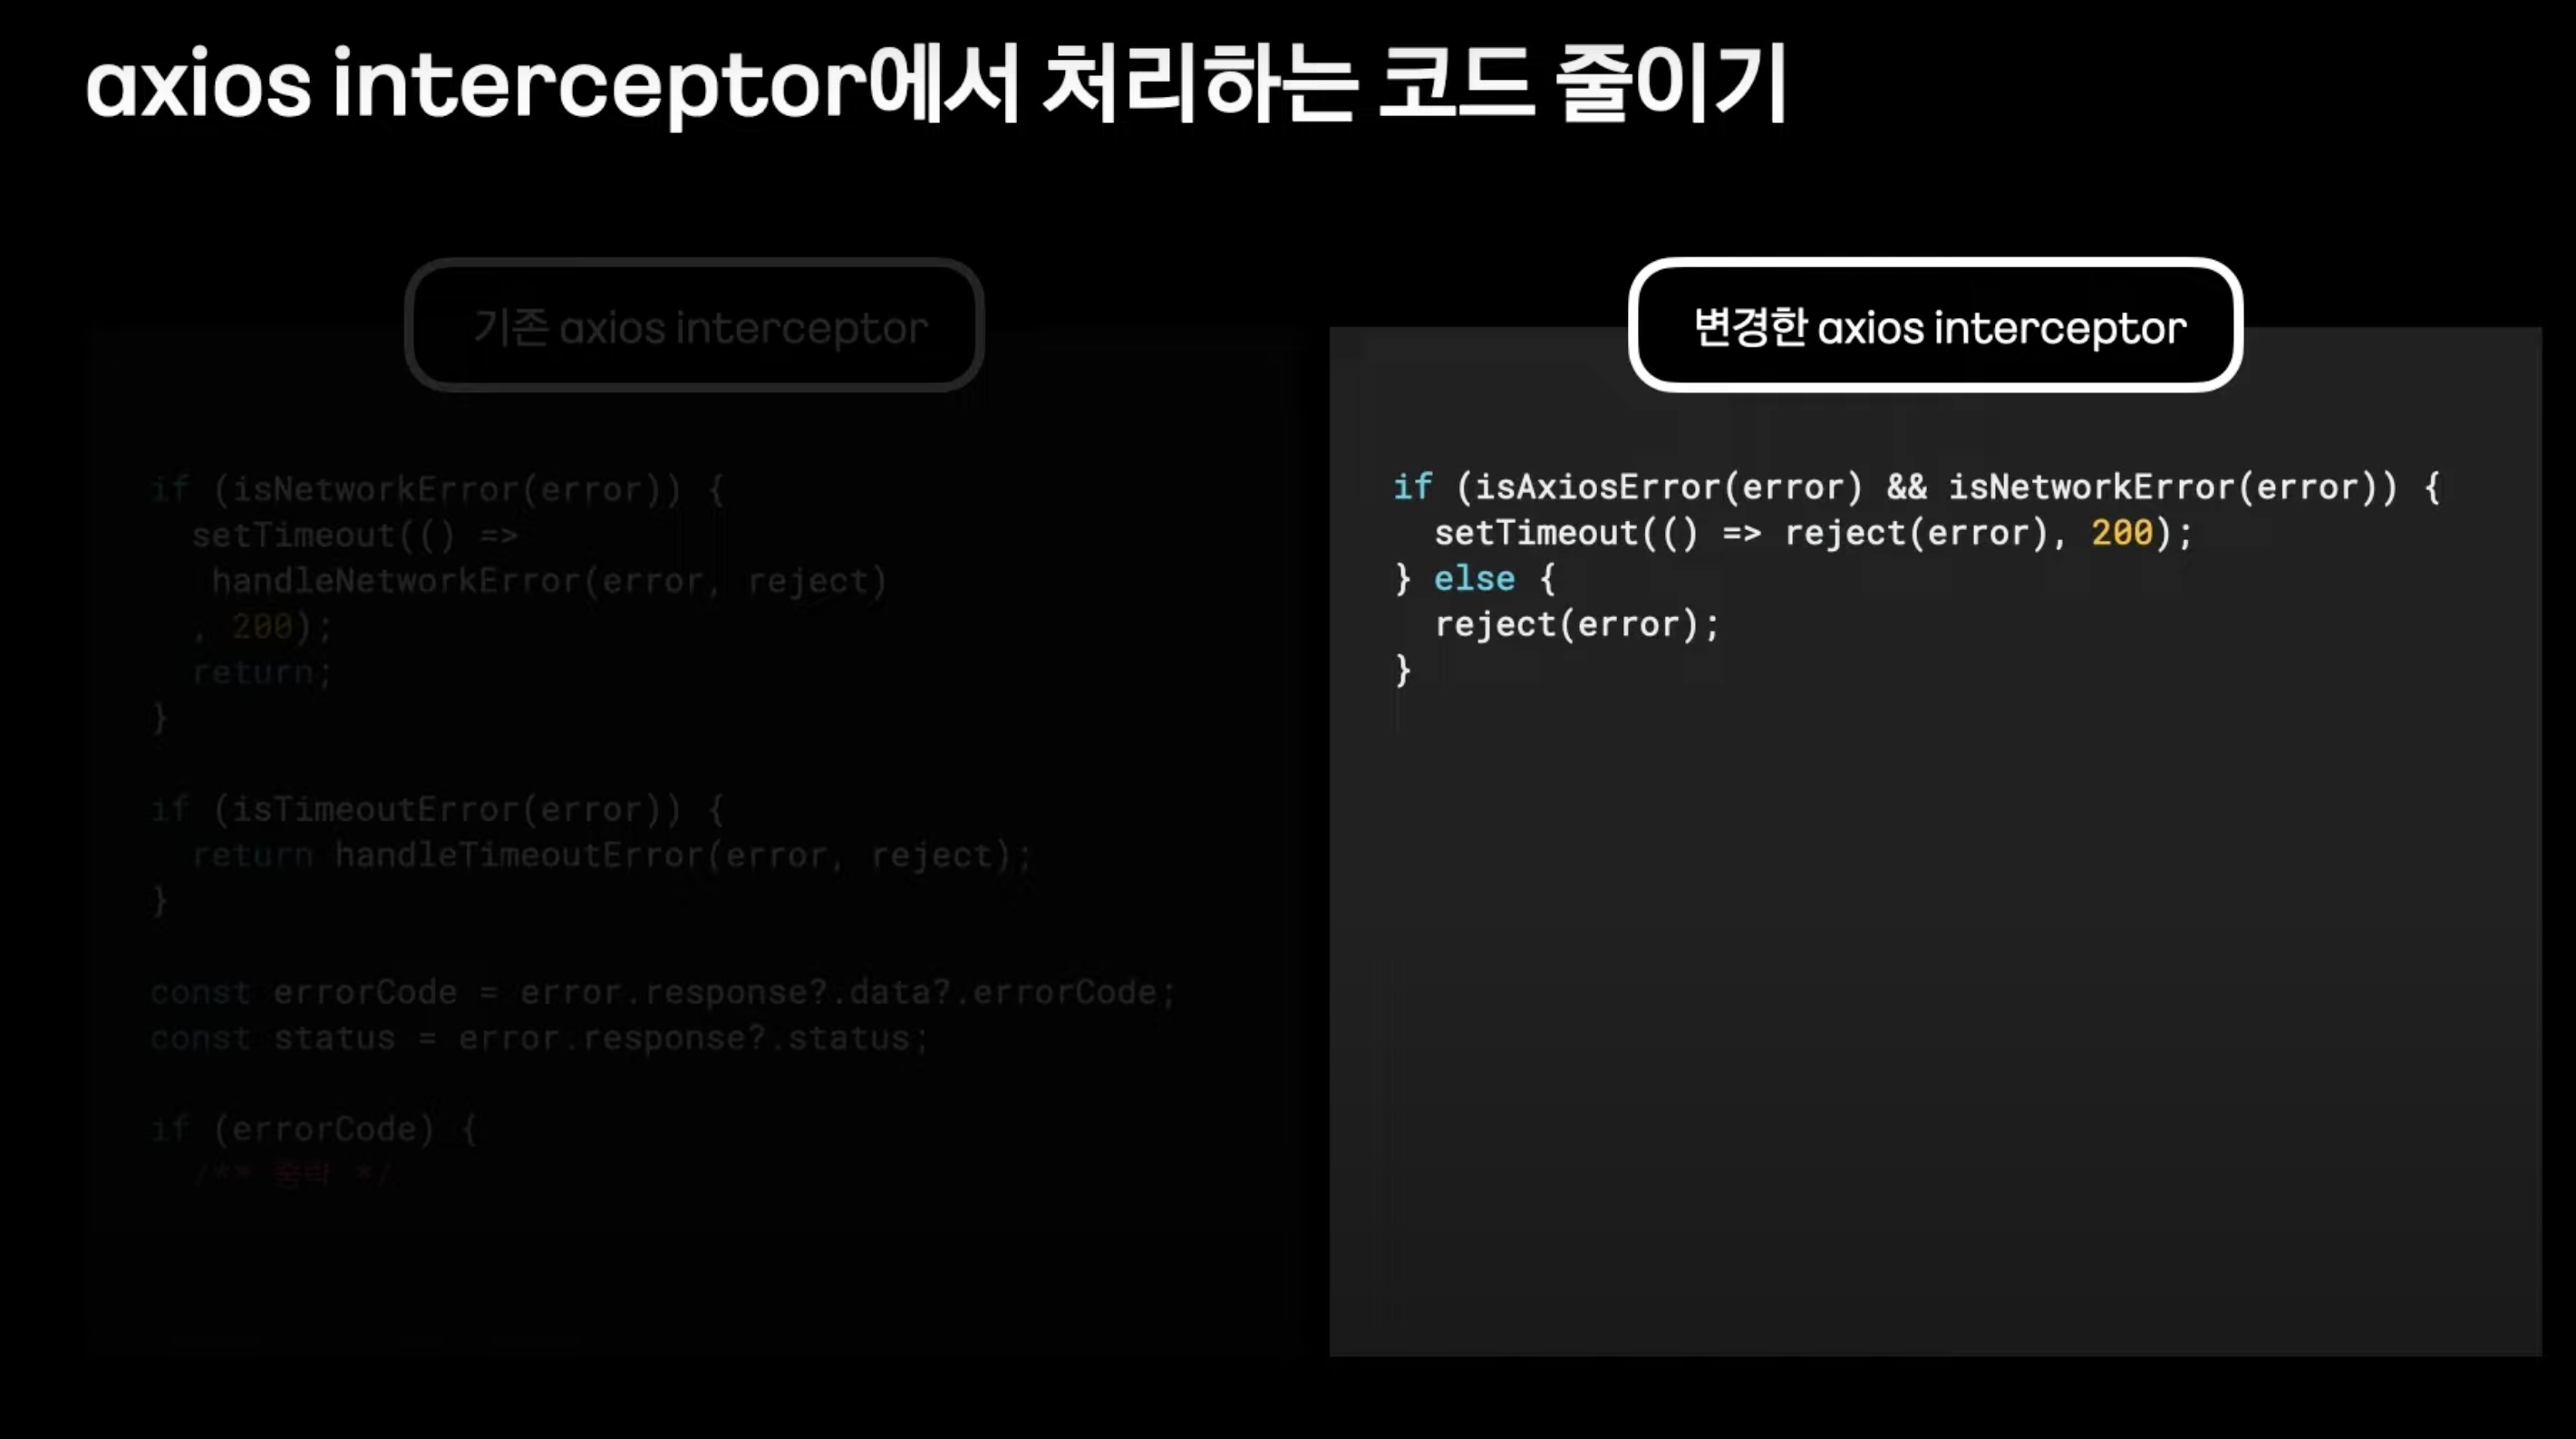 axios interceptor에서 처리하는 코드 줄이기
기존 axios interceptor
if (isNetworkError(error)) {
setTimeout(() =>
handleNetworkError(error, reject)
, 200);
return;
}
if (isTimeoutError(error)) {
return handleTimeoutError(error, reject);
}
const errorCode = error.response?.data?.errorCode;
const status = error.response?.status;
if (errorCode) {
/** 중략 */
변경한 axios interceptor
if (isAxiosError(error) && isNetworkError(error)) {
setTimeout(() => reject(error), 200);
} else {
reject(error);
}